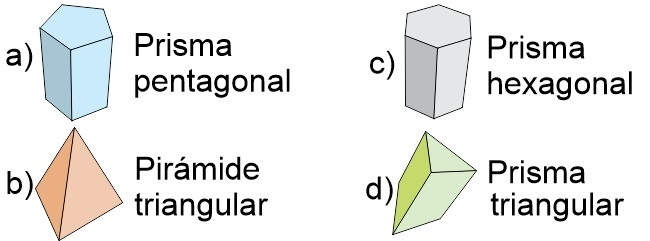 a) Prisma
pentagonal
b) Pirámide
triangular
c) Prisma
hexagonal
d) Prisma
triangular